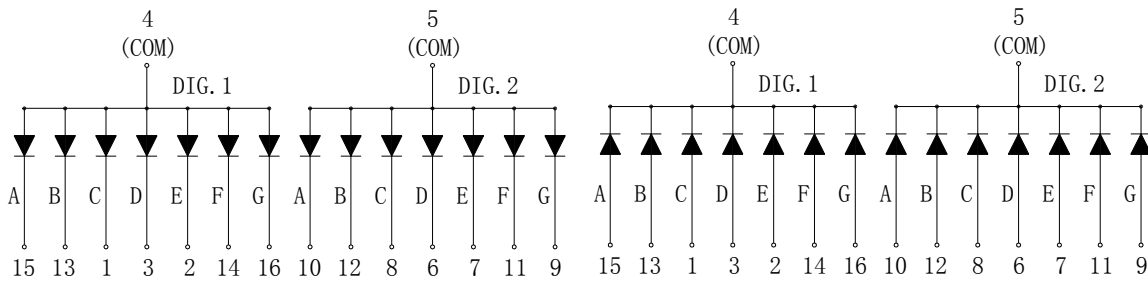 4 5 4 5
(COM) (COM) (COM) (COM)
DIG.1 DIG.2 DIG.1 DIG.2
A B C D E F G A B C D E F G A B C D E F G A B C D E F G
15 13 1 3 2 14 16 10 12 8 6 7 11 9 15 13 1 3 2 14 16 10 12 8 6 7 11 9